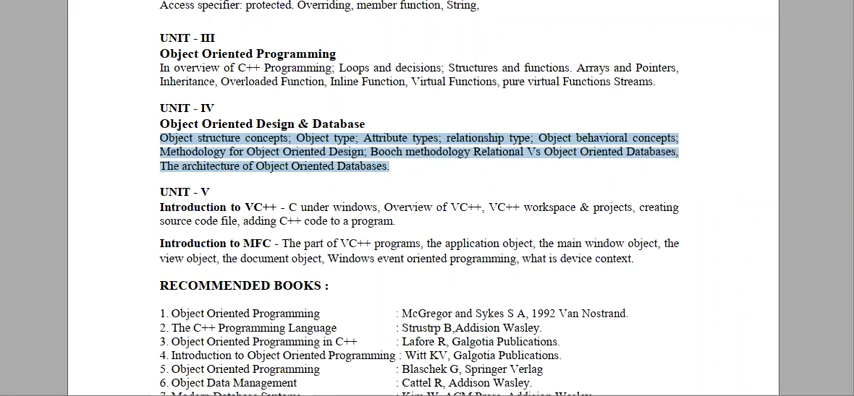 Access specifier: protected. Overriding, member function, String,
UNIT - III
Object Oriented Programming
In overview of C++ Programming; Loops and decisions; Structures and functions. Arrays and Pointers,
Inheritance, Overloaded Function, Inline Function, Virtual Functions, pure virtual Functions Streams.
UNIT - IV
Object Oriented Design & Database
Object structure concepts; Object type; Attribute types; relationship type; Object behavioral concepts;
Methodology for Object Oriented Design; Booch methodology Relational Vs Object Oriented Databases,
The architecture of Object Oriented Databases.
UNIT - V
Introduction to VC++ - C under windows, Overview of VC++, VC++ workspace & projects, creating
source code file, adding C++ code to a program.
Introduction to MFC - The part of VC++ programs, the application object, the main window object, the
view object, the document object, Windows event oriented programming, what is device context.
RECOMMENDED BOOKS :
1. Object Oriented Programming : McGregor and Sykes S A, 1992 Van Nostrand.
2. The C++ Programming Language : Strustrp B,Addision Wasley.
3. Object Oriented Programming in C++ : Lafore R, Galgotia Publications.
4. Introduction to Object Oriented Programming : Witt KV, Galgotia Publications.
5. Object Oriented Programming : Blaschek G, Springer Verlag
6. Object Data Management : Cattel R, Addison Wasley.